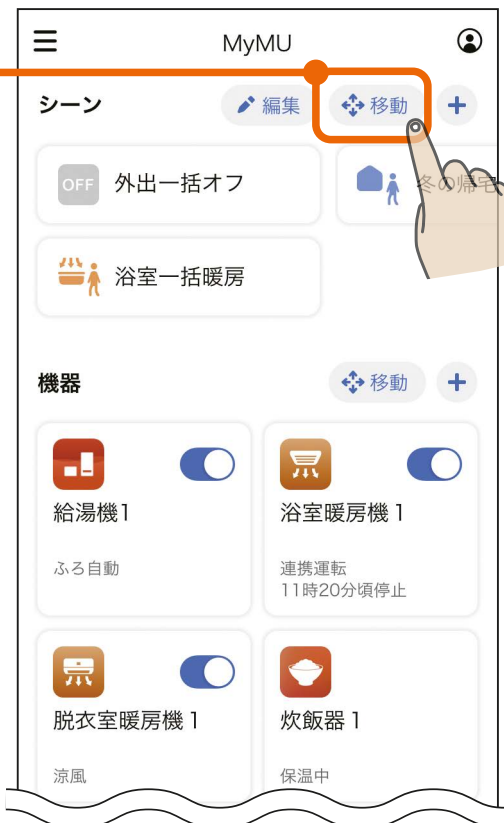 MyMU
シーン
編集
移動
OFF 外出一括オフ
冬の帰宅
浴室一括暖房
機器
移動
給湯機1
ふろ自動
浴室暖房機 1
連携運転
11時20分頃停止
脱衣室暖房機 1
涼風
炊飯器 1
保温中